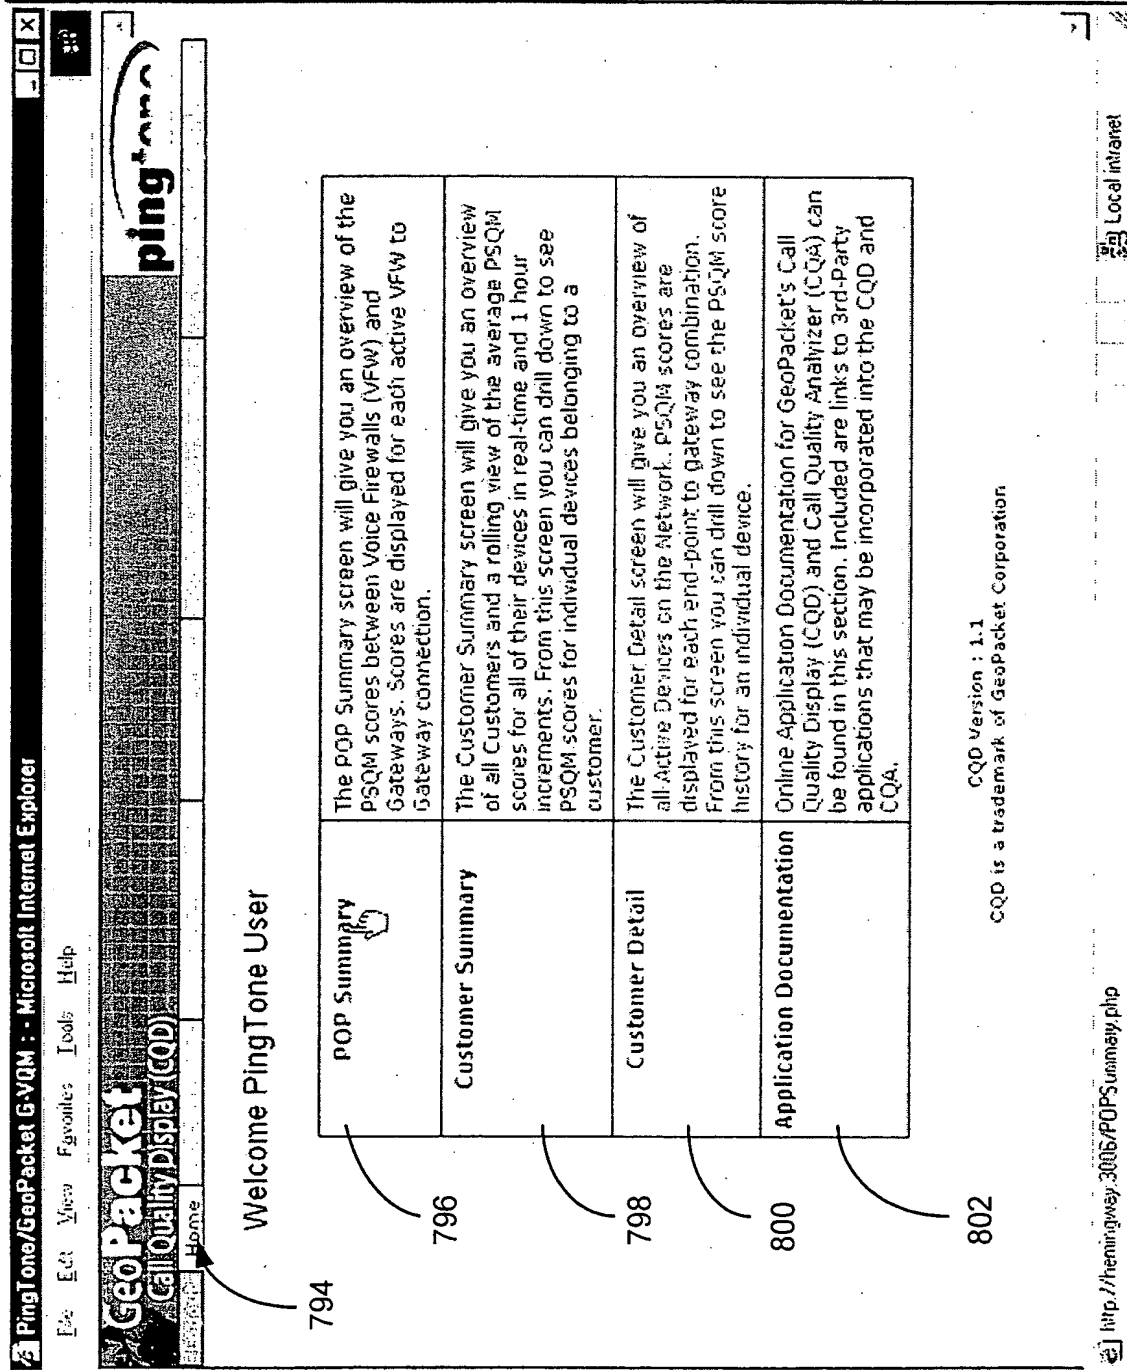 PingTone/GeoPacket G-VQM : - Microsoft Internet Explorer
File Edit View Favorites Tools Help
GeoPacket
Call Quality Display (CQD)
pingtone
Home
794
Welcome PingTone User
796
POP Summary
The POP Summary screen will give you an overview of the
PSQM scores between Voice Firewalls (VFW) and
Gateways. Scores are displayed for each active VFW to
Gateway connection.
798
Customer Summary
The Customer Summary screen will give you an overview
of all Customers and a rolling view of the average PSQM
scores for all of their devices in real-time and 1 hour
increments. From this screen you can drill down to see
PSQM scores for individual devices belonging to a
customer.
800
Customer Detail
The Customer Detail screen will give you an overview of
all Active Devices on the Network. PSQM scores are
displayed for each end-point to gateway combination.
From this screen you can drill down to see the PSQM score
history for an individual device.
802
Application Documentation
Online Application Documentation for GeoPacket's Call
Quality Display (CQD) and Call Quality Analyizer (CQA) can
be found in this section. Included are links to 3rd-Party
applications that may be incorporated into the CQD and
CQA.
CQD Version : 1.1
CQD is a trademark of GeoPacket Corporation
http://hemingway:3006/POPSummary.php
Local intranet